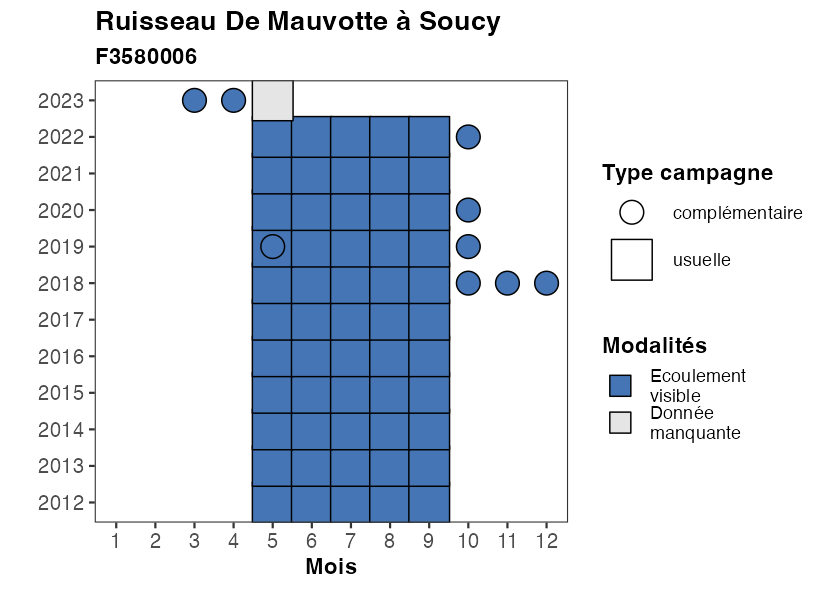 Ruisseau De Mauvotte à Soucy
F3580006
2023
2022
2021
2020
2019
2018
2017
2016
2015
2014
2013
2012
1 2 3 4 5 6 7 8 9 10 11 12
Mois
Type campagne
complémentaire
usuelle
Modalités
Ecoulement
visible
Donnée
manquante